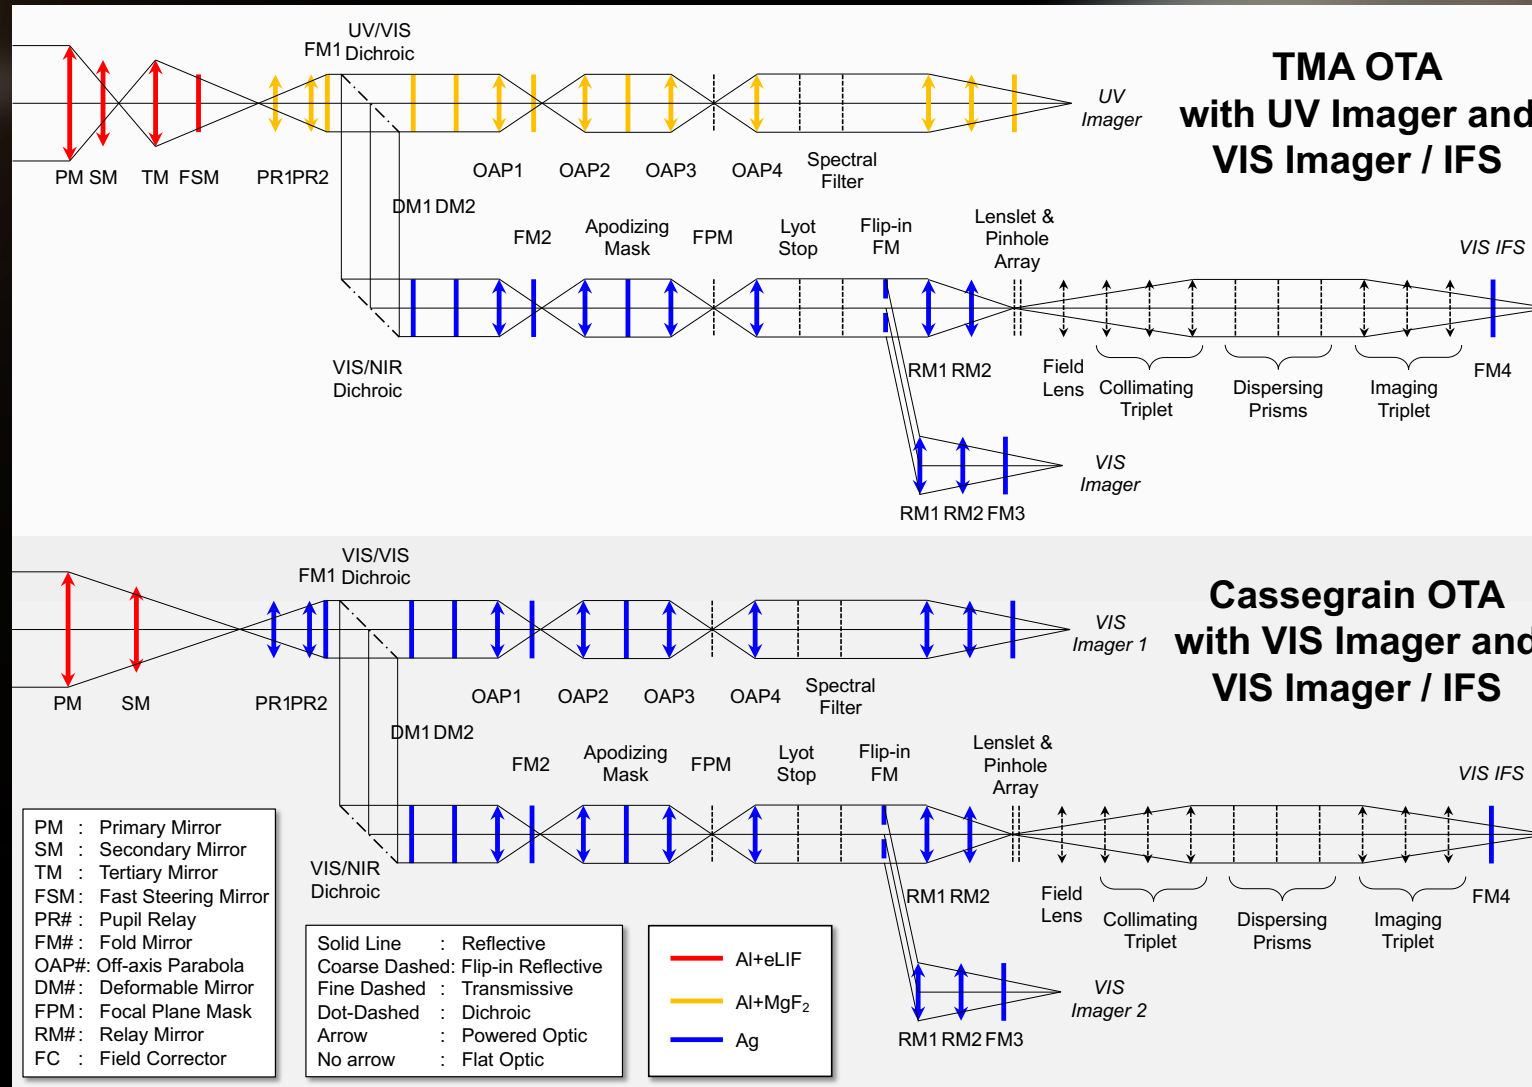 UV/VIS
FM1 Dichroic
TMA OTA
with UV Imager and
VIS Imager / IFS
UV
Imager
PM SM TM FSM PR1 PR2
OAP1 OAP2 OAP3 OAP4 Spectral
Filter
DM1 DM2
FM2 Apodizing
Mask
FPM Lyot
Stop
Flip-in
FM
Lenslet &
Pinhole
Array
VIS IFS
VIS/NIR
Dichroic
RM1 RM2
Field
Lens
Collimating
Triplet
Dispersing
Prisms
Imaging
Triplet
FM4
VIS
Imager
RM1 RM2 FM3
VIS/VIS
FM1 Dichroic
Cassegrain OTA
with VIS Imager and
VIS Imager / IFS
VIS
Imager 1
PM SM PR1 PR2
OAP1 OAP2 OAP3 OAP4 Spectral
Filter
DM1 DM2
FM2 Apodizing
Mask
FPM Lyot
Stop
Flip-in
FM
Lenslet &
Pinhole
Array
VIS IFS
VIS/NIR
Dichroic
RM1 RM2
Field
Lens
Collimating
Triplet
Dispersing
Prisms
Imaging
Triplet
FM4
VIS
Imager 2
RM1 RM2 FM3
PM : Primary Mirror
SM : Secondary Mirror
TM : Tertiary Mirror
FSM : Fast Steering Mirror
PR# : Pupil Relay
FM# : Fold Mirror
OAP#: Off-axis Parabola
DM# : Deformable Mirror
FPM : Focal Plane Mask
RM# : Relay Mirror
FC : Field Corrector
Solid Line : Reflective
Coarse Dashed: Flip-in Reflective
Fine Dashed : Transmissive
Dot-Dashed : Dichroic
Arrow : Powered Optic
No arrow : Flat Optic
Al+eLIF
Al+MgF₂
Ag